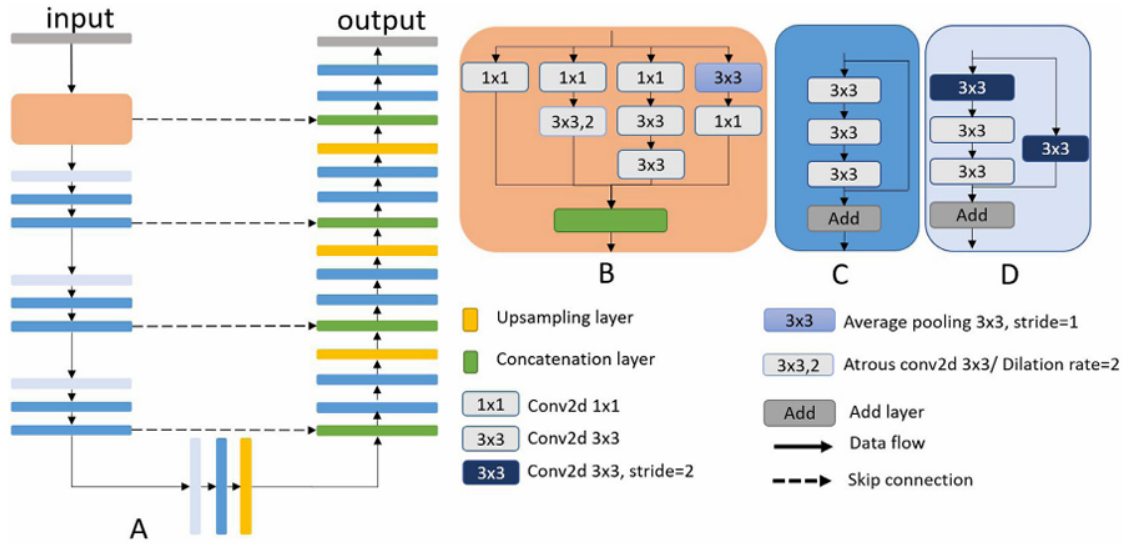 input
output
1x1
1x1
1x1
3x3
3x3,2
3x3
1x1
3x3
B
3x3
3x3
3x3
Add
C
3x3
3x3
3x3
3x3
Add
D
Upsampling layer
Concatenation layer
1x1 Conv2d 1x1
3x3 Conv2d 3x3
3x3 Conv2d 3x3, stride=2
3x3 Average pooling 3x3, stride=1
3x3,2 Atrous conv2d 3x3/ Dilation rate=2
Add Add layer
Data flow
Skip connection
A